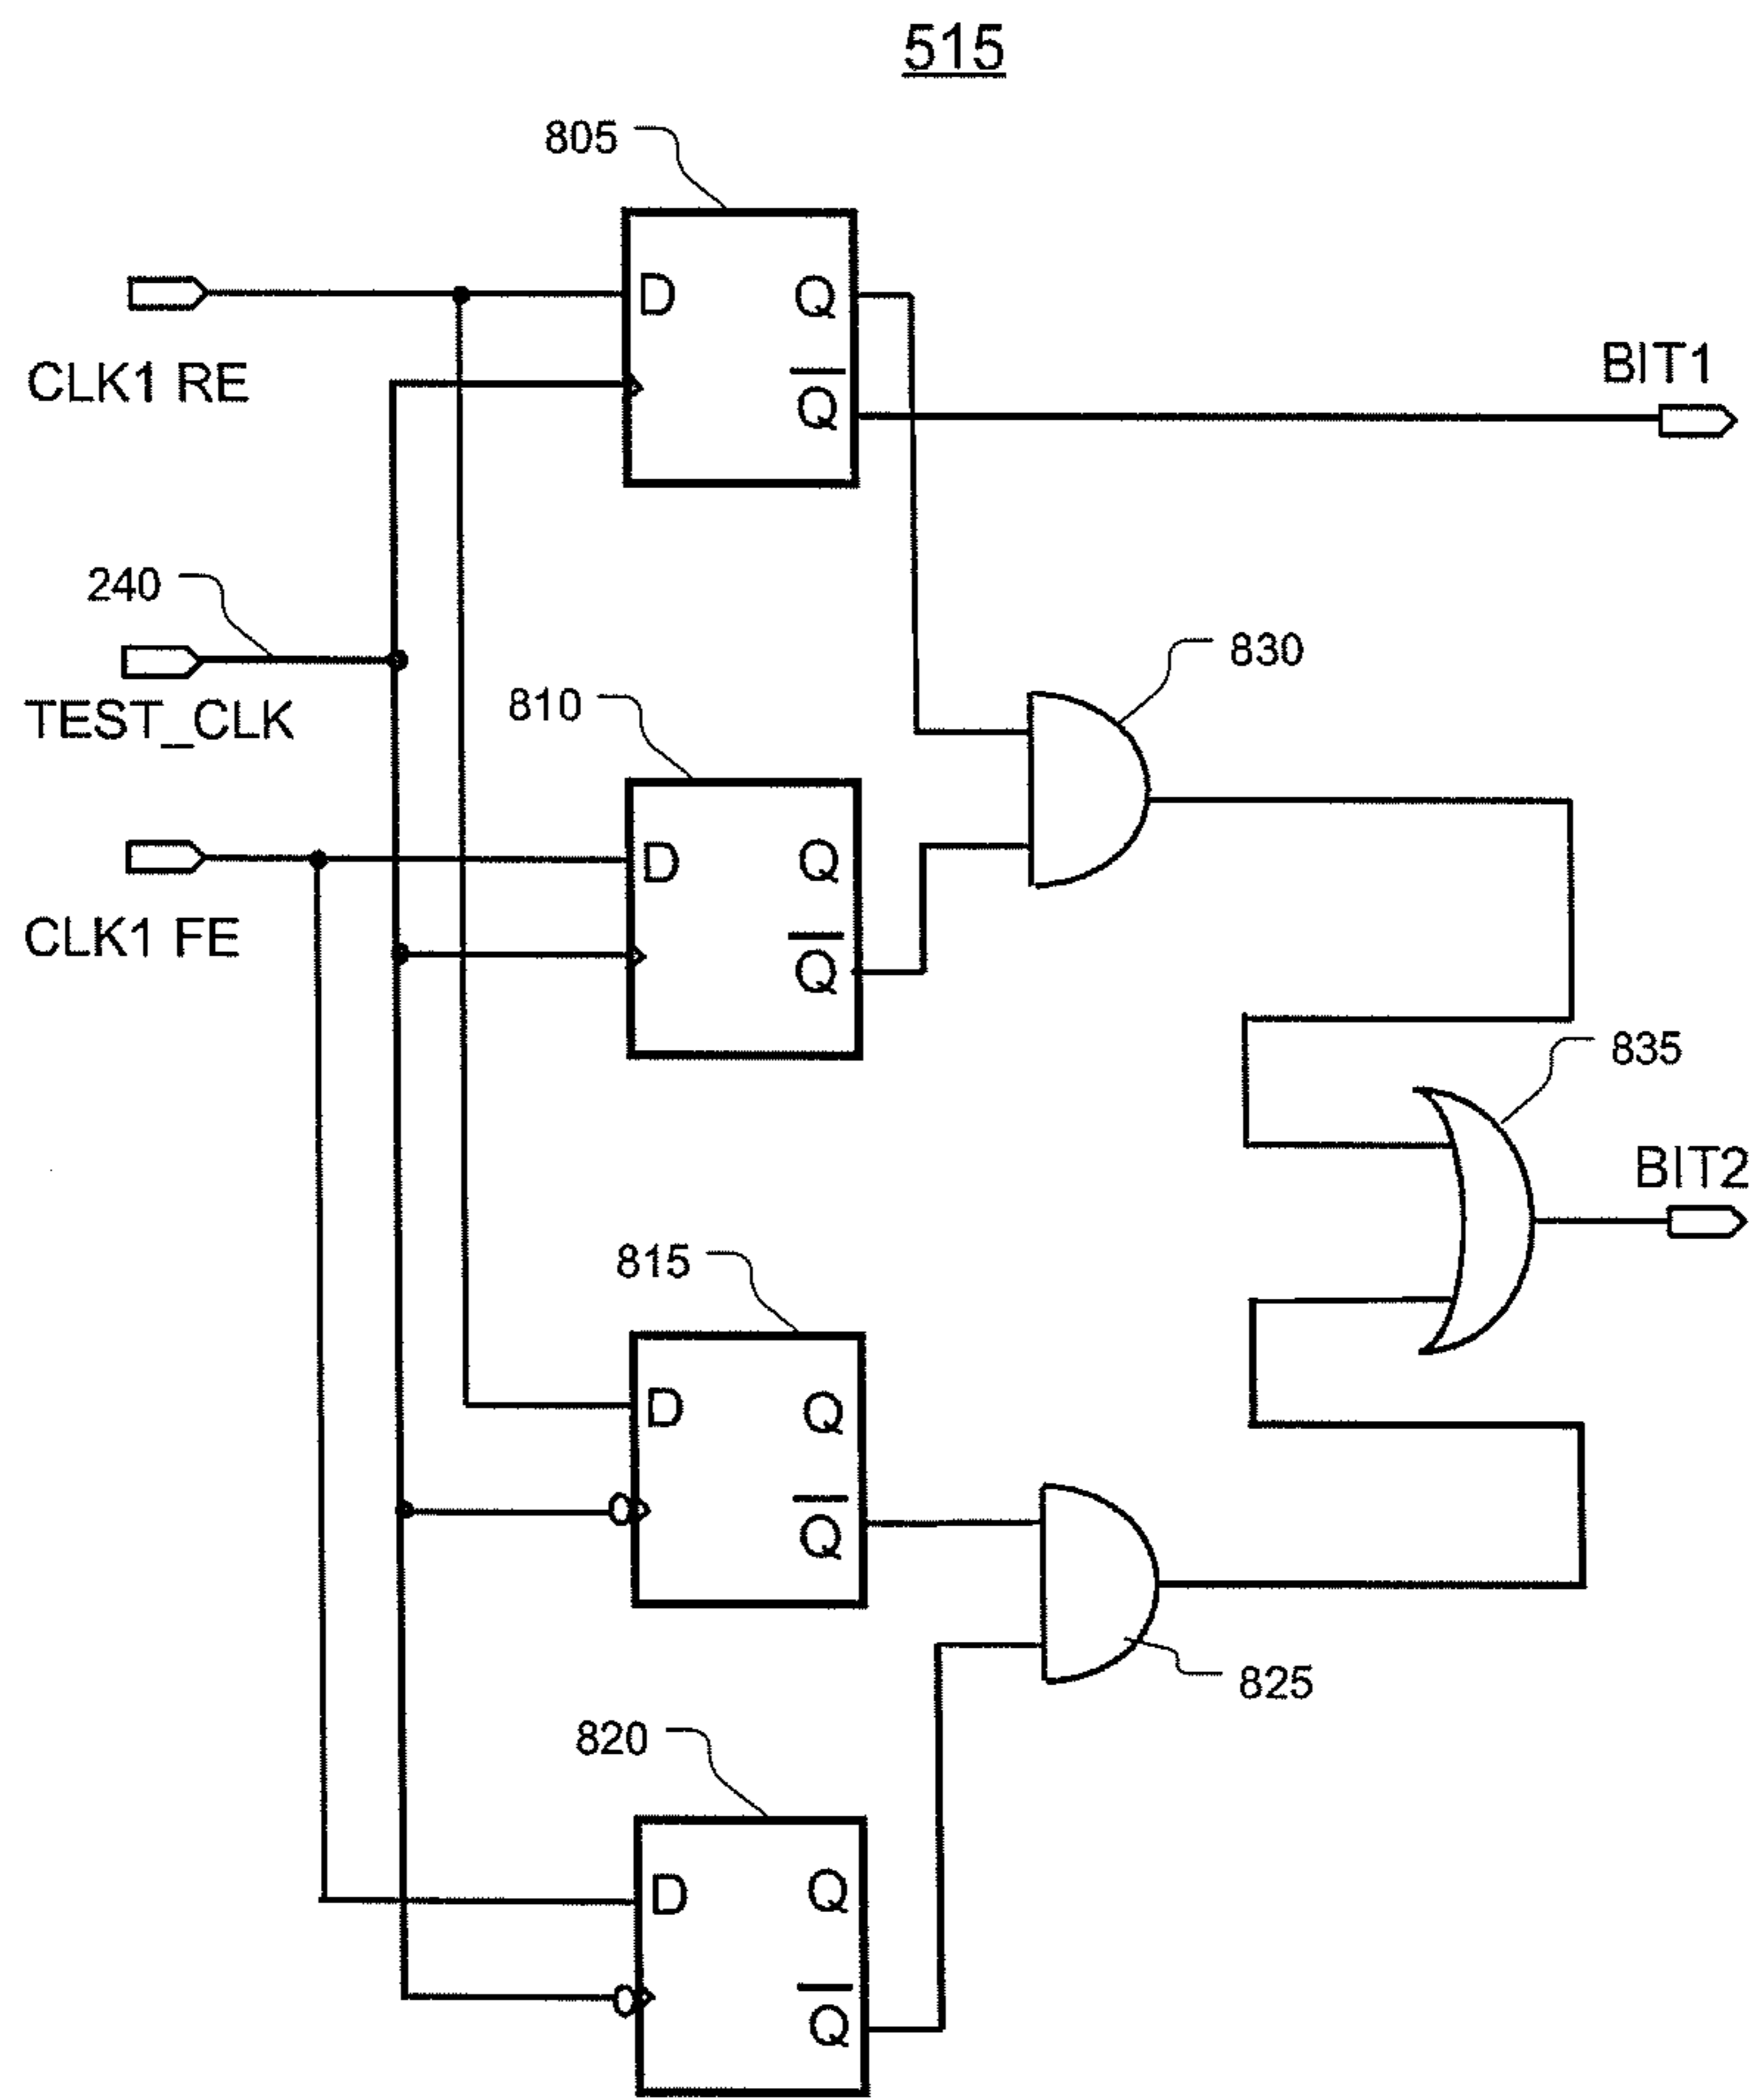 515
805
D Q
CLK1 RE
Q̅
BIT1
240
TEST_CLK
810
830
D Q
CLK1 FE
Q̅
835
BIT2
815
D Q
Q̅
825
820
D Q
Q̅